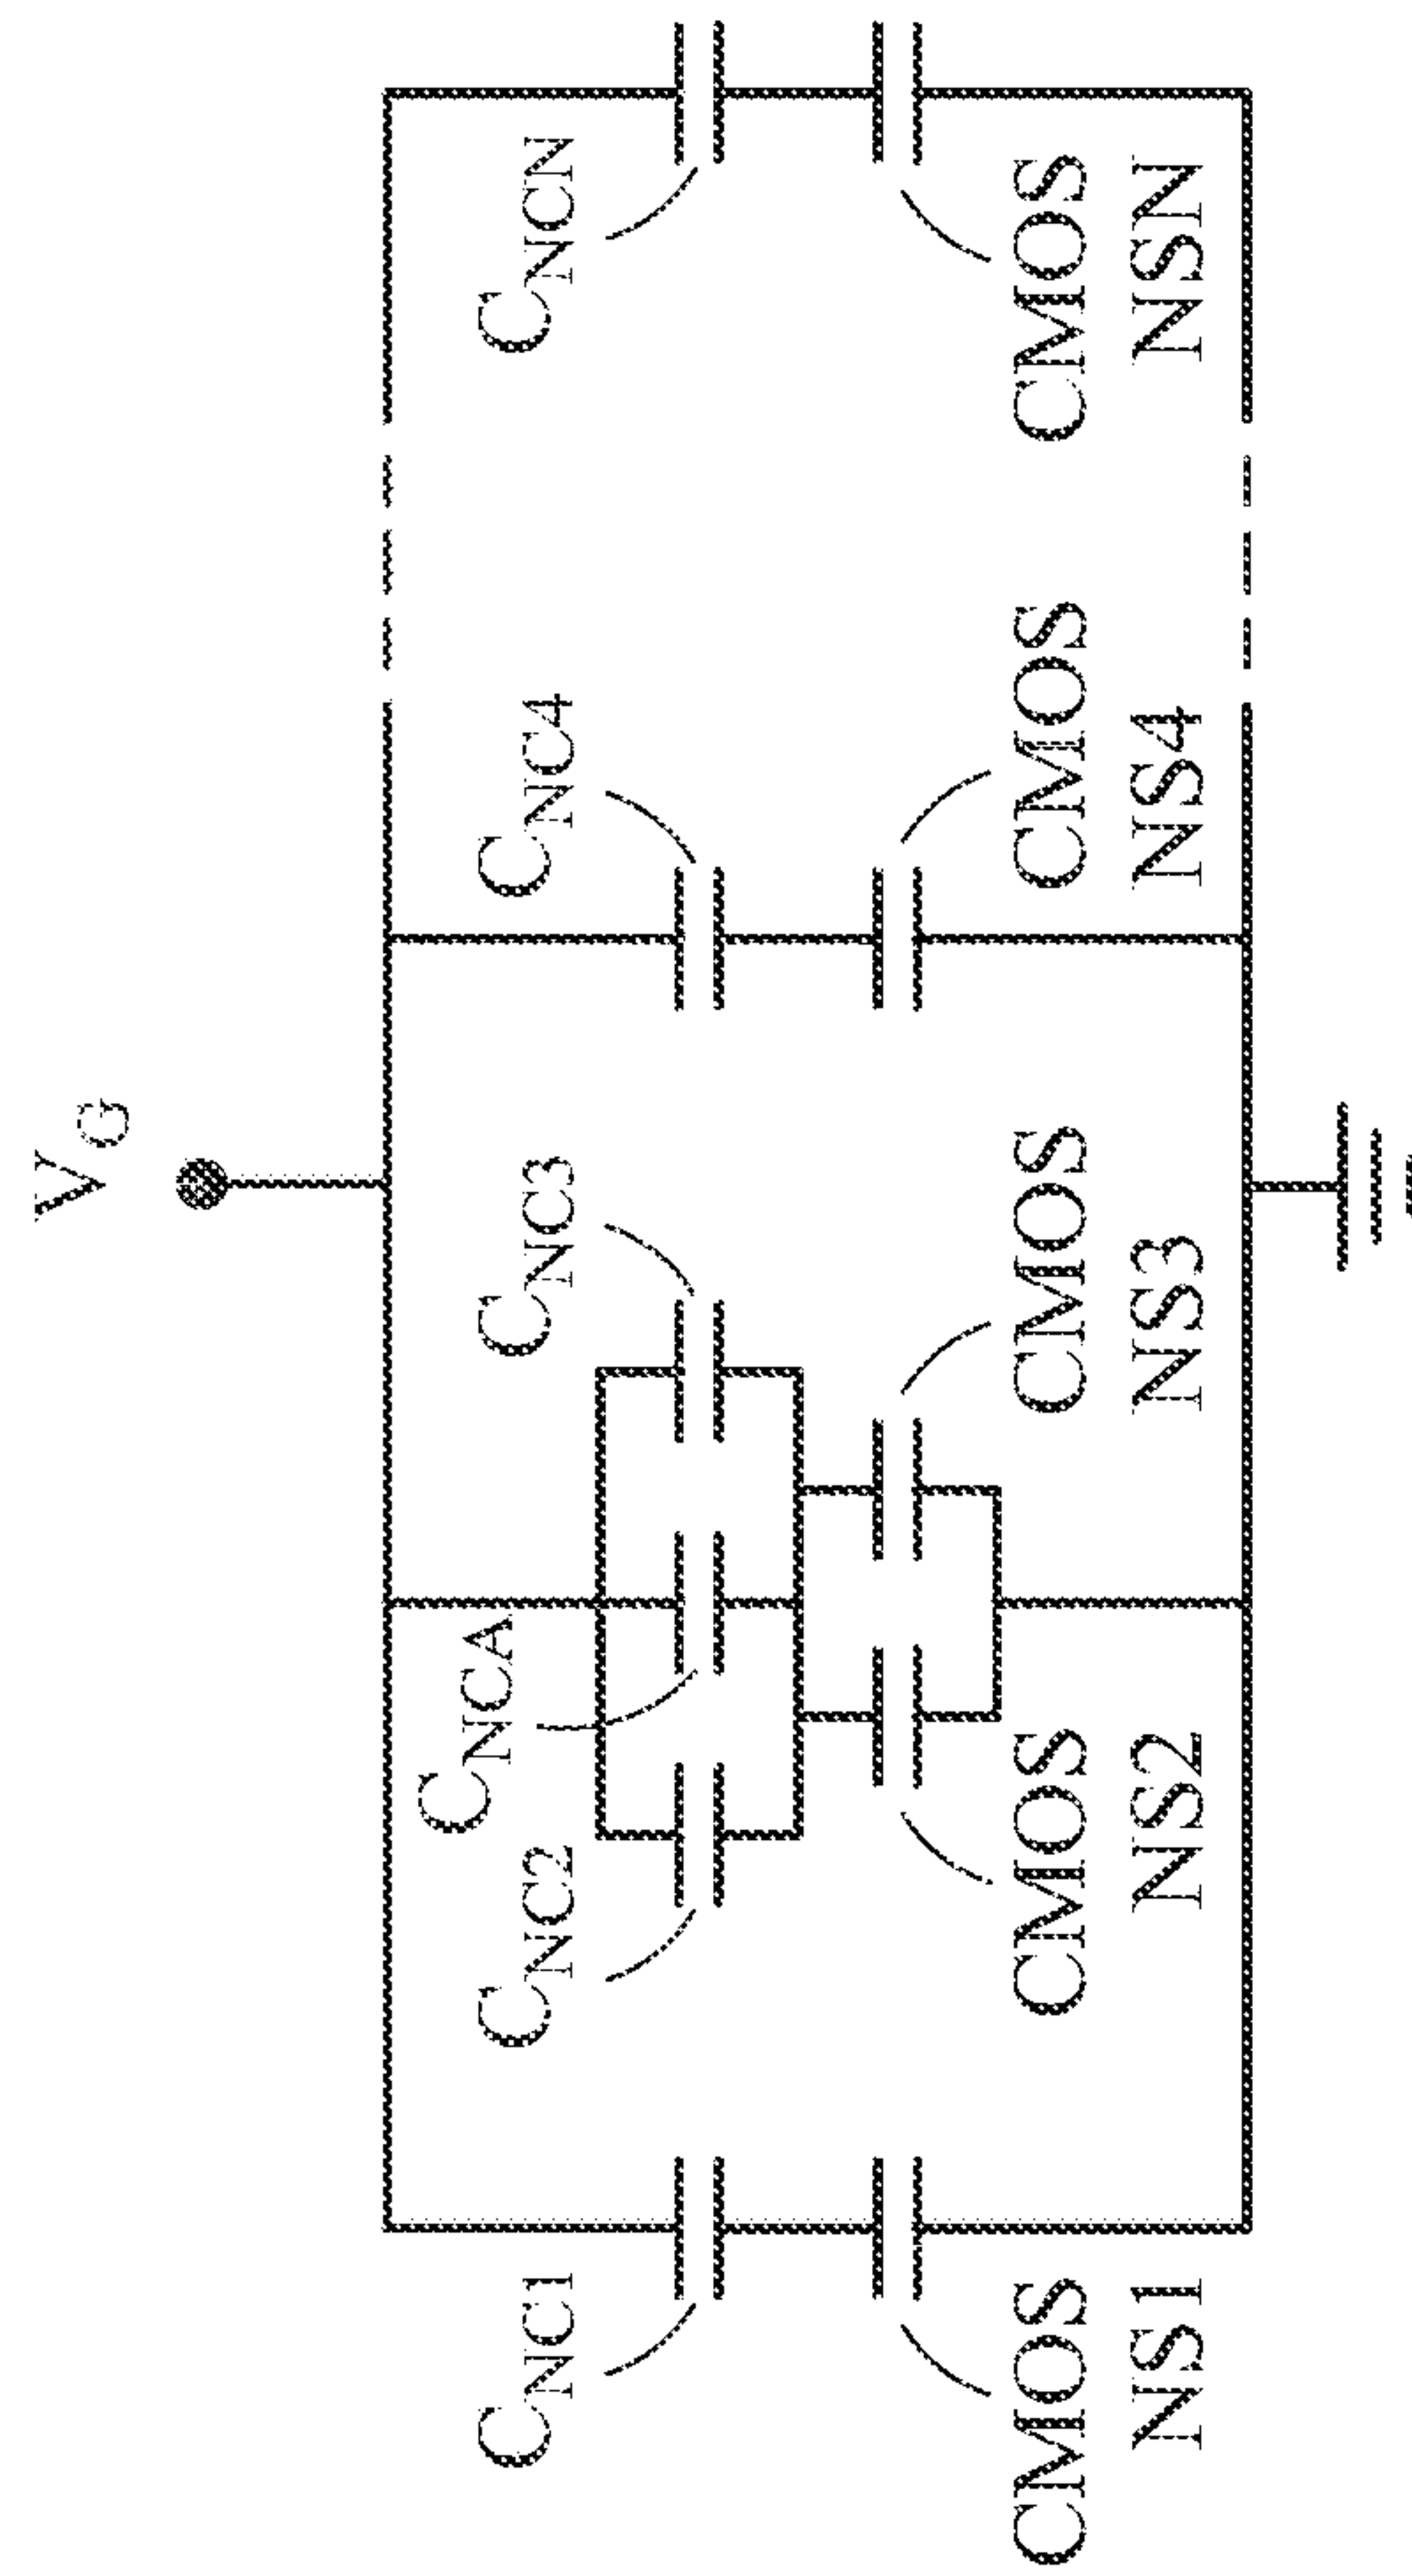 V_G
C_NC1
C_NC2
C_NCA
C_NC3
C_NC4
C_NCN
CMOS
NS1
CMOS
NS2
CMOS
NS3
CMOS
NS4
CMOS
NSN